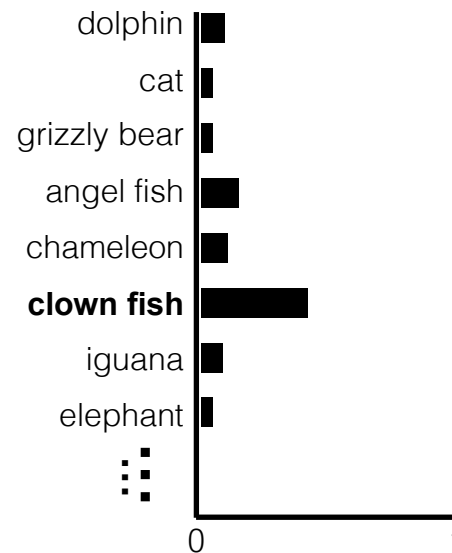 dolphin
cat
grizzly bear
angel fish
chameleon
clown fish
iguana
elephant
0